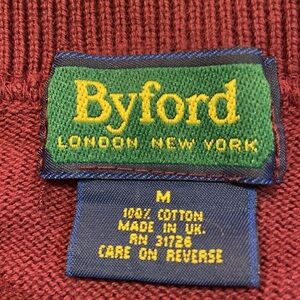 Byford
LONDON NEW YORK
M
100% COTTON
MADE IN UK.
RN 31726
CARE ON REVERSE